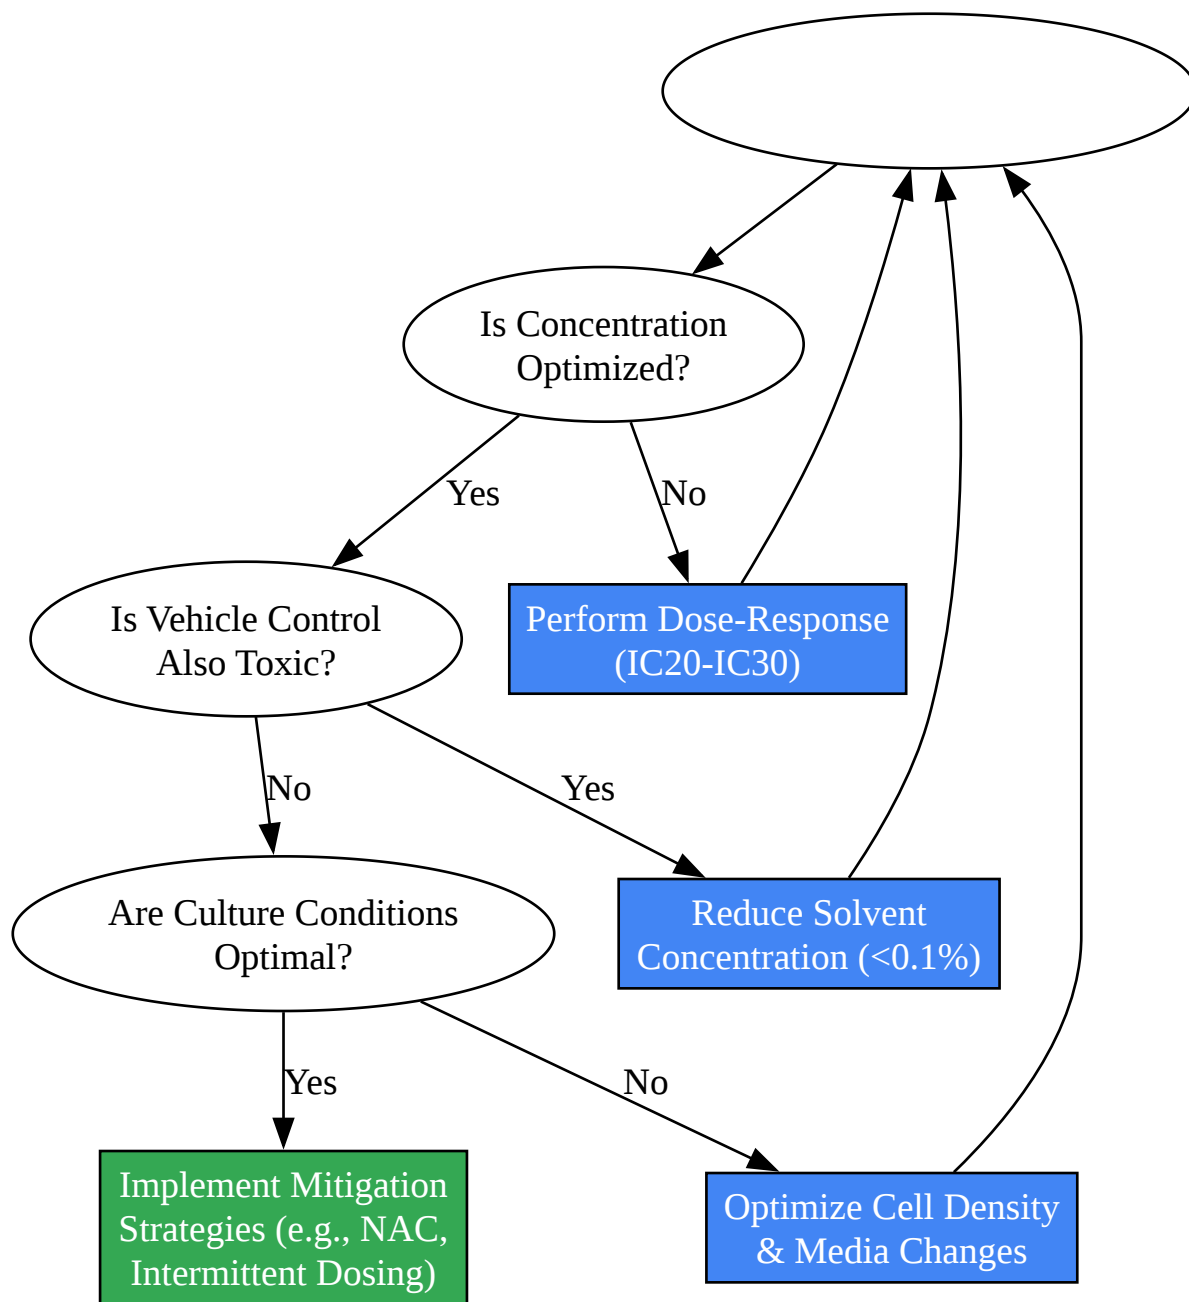 Is Concentration
Optimized?
Yes
No
Is Vehicle Control
Also Toxic?
Perform Dose-Response
(IC20-IC30)
No
Yes
Are Culture Conditions
Optimal?
Reduce Solvent
Concentration (<0.1%)
Yes
No
Implement Mitigation
Strategies (e.g., NAC,
Intermittent Dosing)
Optimize Cell Density
& Media Changes